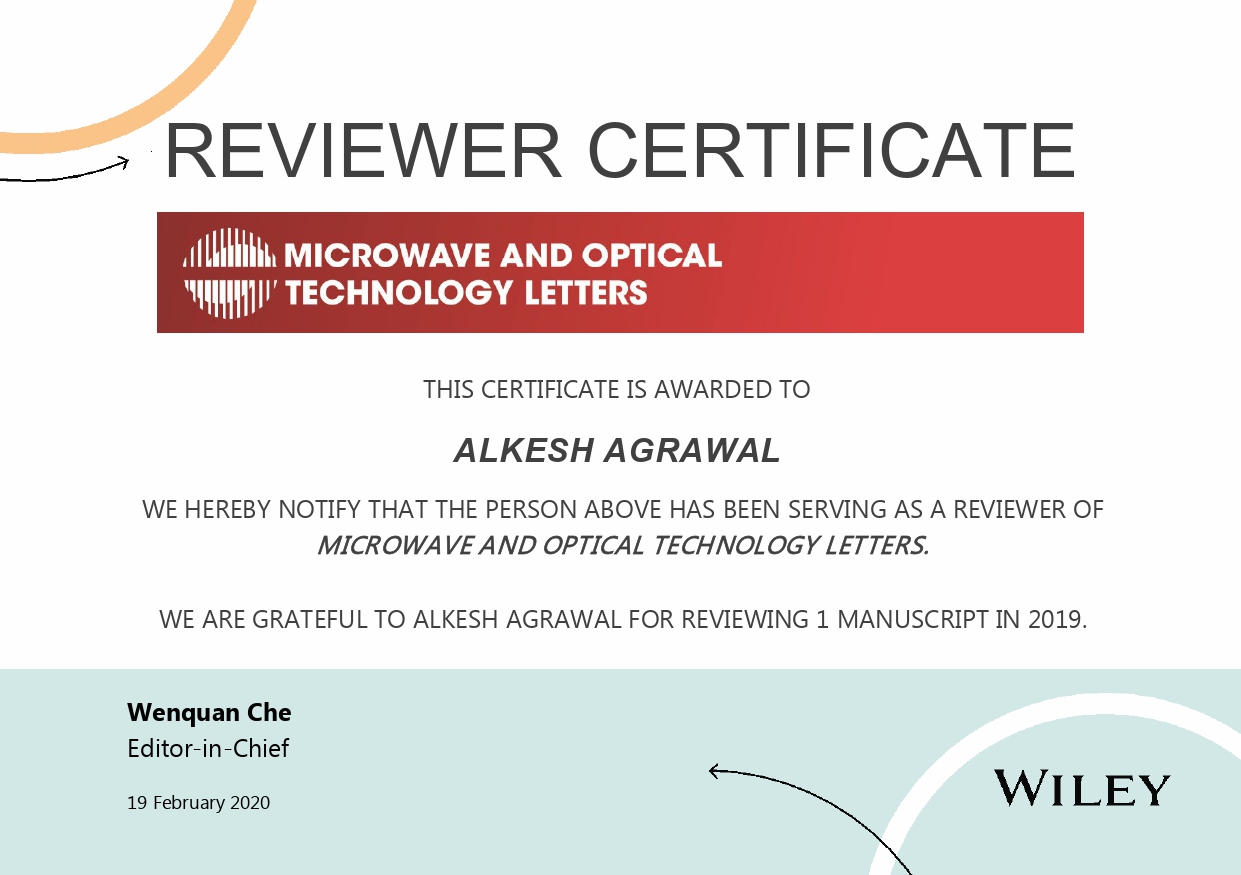 REVIEWER CERTIFICATE
MICROWAVE AND OPTICAL
TECHNOLOGY LETTERS
THIS CERTIFICATE IS AWARDED TO
ALKESH AGRAWAL
WE HEREBY NOTIFY THAT THE PERSON ABOVE HAS BEEN SERVING AS A REVIEWER OF
MICROWAVE AND OPTICAL TECHNOLOGY LETTERS.
WE ARE GRATEFUL TO ALKESH AGRAWAL FOR REVIEWING 1 MANUSCRIPT IN 2019.
Wenquan Che
Editor-in-Chief
19 February 2020
WILEY